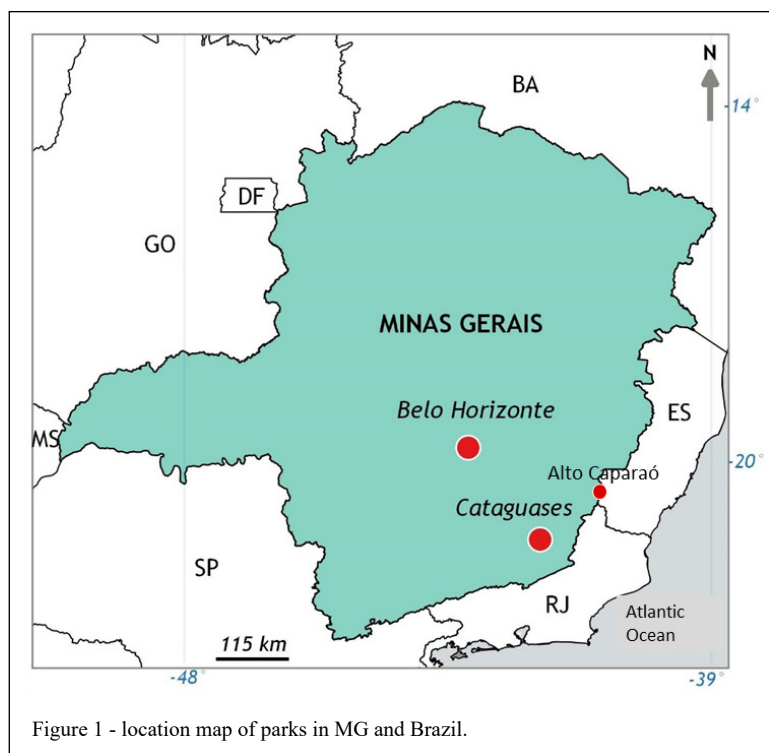 N
BA
-14°
DF
GO
MINAS GERAIS
Belo Horizonte
ES
MS
Alto Caparaó
-20°
Cataguases
SP
RJ
Atlantic
Ocean
115 km
-48°
-39°
Figure 1 - location map of parks in MG and Brazil.